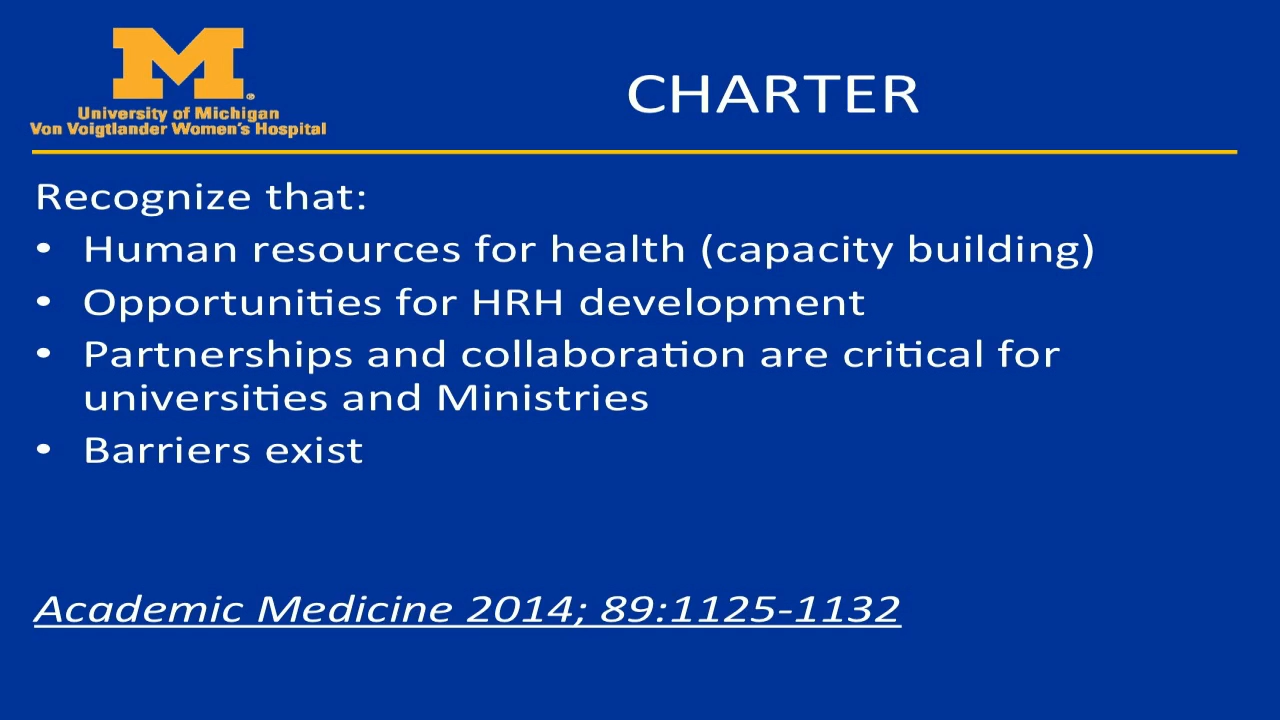 M
University of Michigan
Von Voigtlander Women's Hospital
CHARTER
Recognize that:
• Human resources for health (capacity building)
• Opportunities for HRH development
• Partnerships and collaboration are critical for
universities and Ministries
• Barriers exist
Academic Medicine 2014; 89:1125-1132